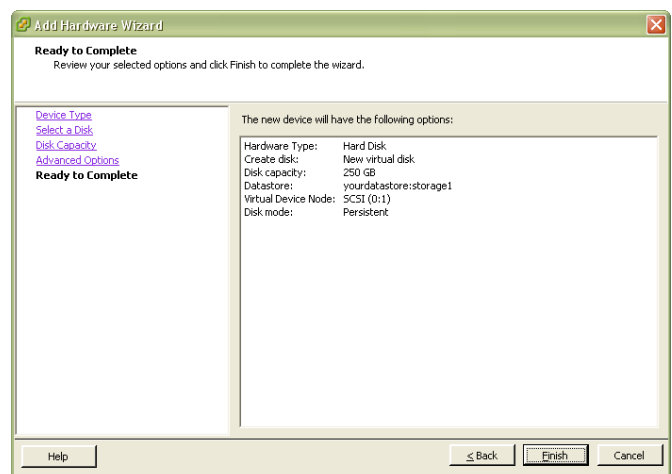 Add Hardware Wizard
Ready to Complete
Review your selected options and click Finish to complete the wizard.
Device Type
Select a Disk
Disk Capacity
Advanced Options
Ready to Complete
The new device will have the following options:
Hardware Type: Hard Disk
Create disk: New virtual disk
Disk capacity: 250 GB
Datastore: yourdatastore:storage1
Virtual Device Node: SCSI (0:1)
Disk mode: Persistent
Help
≤ Back
Finish
Cancel